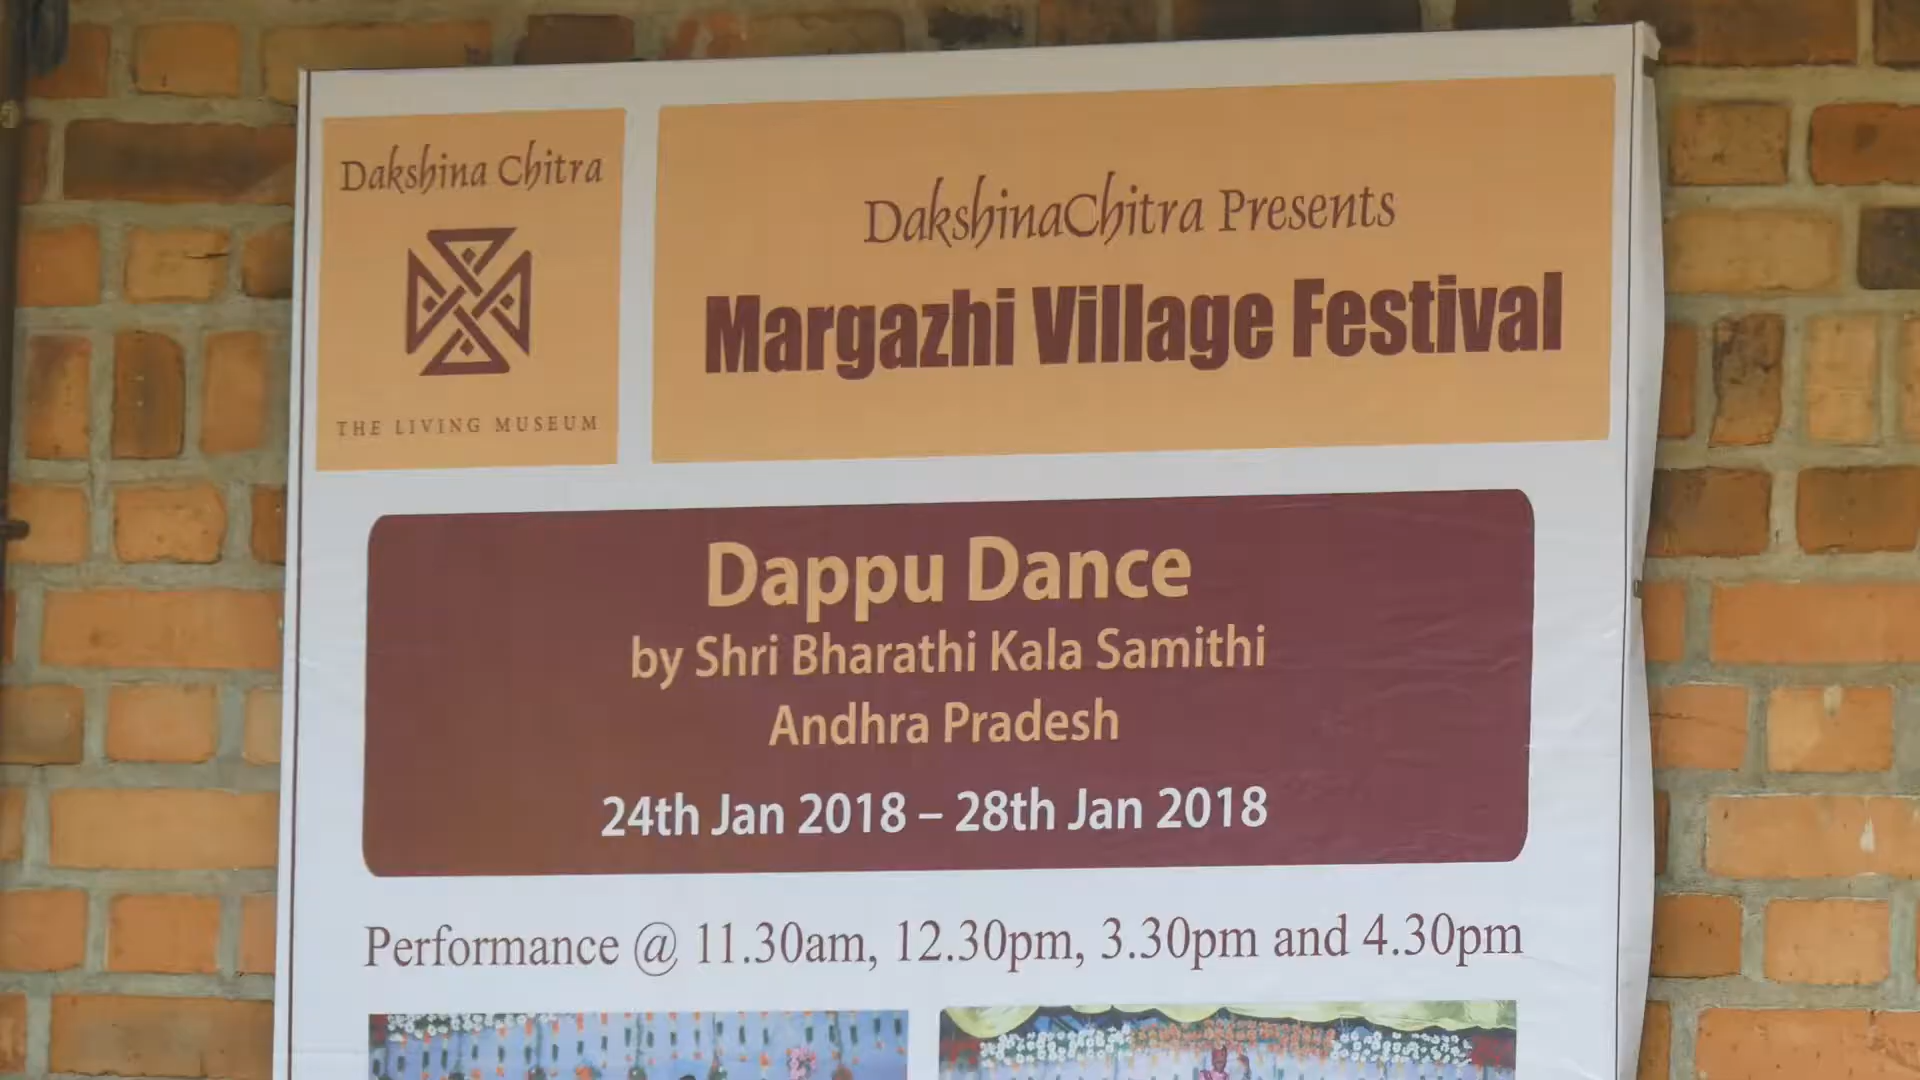 Dakshina Chitra
THE LIVING MUSEUM
DakshinaChitra Presents
Margazhi Village Festival
Dappu Dance
by Shri Bharathi Kala Samithi
Andhra Pradesh
24th Jan 2018 – 28th Jan 2018
Performance @ 11.30am, 12.30pm, 3.30pm and 4.30pm